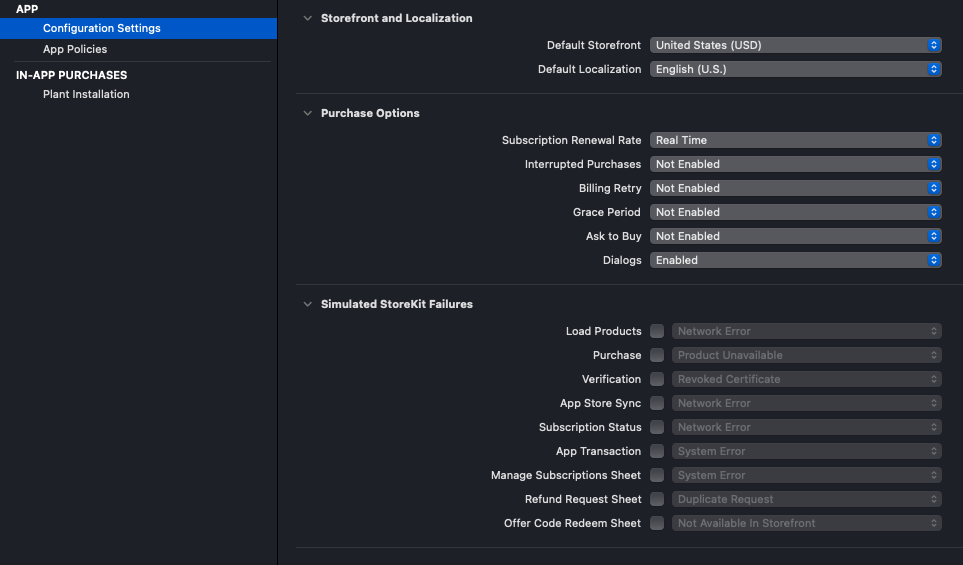 APP
Configuration Settings
App Policies
IN-APP PURCHASES
Plant Installation
Storefront and Localization
Default Storefront United States (USD)
Default Localization English (U.S.)
Purchase Options
Subscription Renewal Rate Real Time
Interrupted Purchases Not Enabled
Billing Retry Not Enabled
Grace Period Not Enabled
Ask to Buy Not Enabled
Dialogs Enabled
Simulated StoreKit Failures
Load Products Network Error
Purchase Product Unavailable
Verification Revoked Certificate
App Store Sync Network Error
Subscription Status Network Error
App Transaction System Error
Manage Subscriptions Sheet System Error
Refund Request Sheet Duplicate Request
Offer Code Redeem Sheet Not Available In Storefront